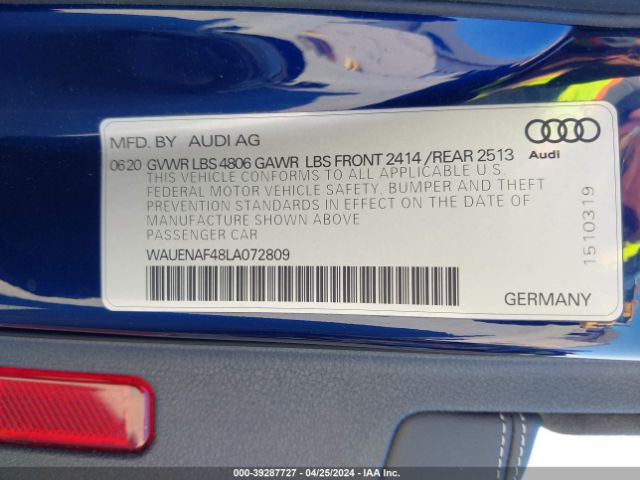 MFD. BY AUDI AG
0620 GVWR LBS 4806 GAWR LBS FRONT 2414 /REAR 2513
THIS VEHICLE CONFORMS TO ALL APPLICABLE U.S.
FEDERAL MOTOR VEHICLE SAFETY, BUMPER AND THEFT
PREVENTION STANDARDS IN EFFECT ON THE DATE OF
MANUFACTURE SHOWN ABOVE
PASSENGER CAR
WAUENAF48LA072809
Audi
1510319
GERMANY
000-39287727 - 04/25/2024 - IAA Inc.